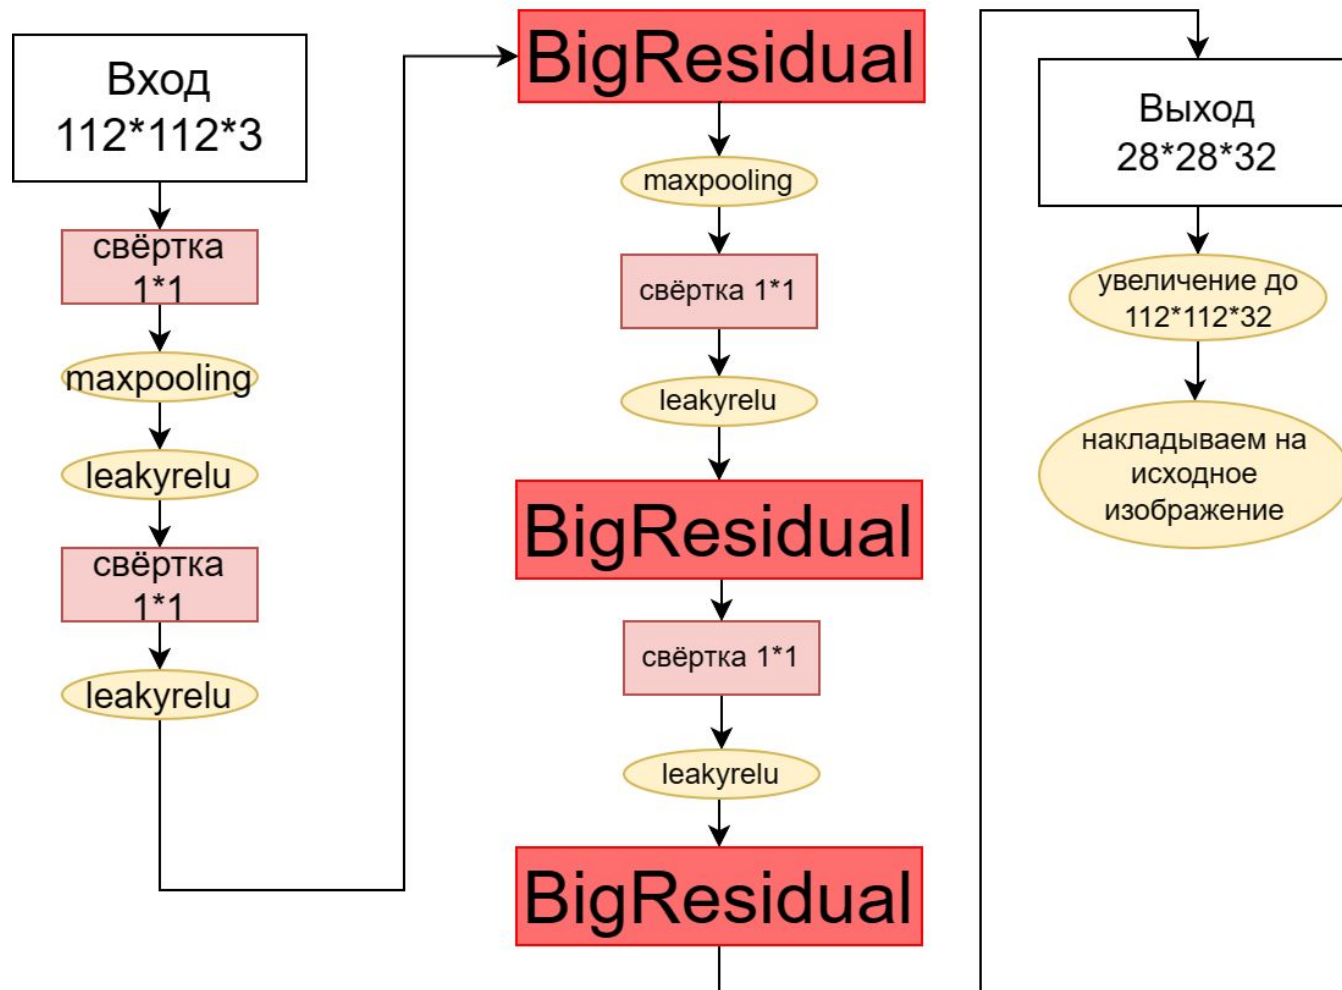 Вход
112*112*3
свёртка
1*1
maxpooling
leakyrelu
свёртка
1*1
leakyrelu
BigResidual
maxpooling
свёртка 1*1
leakyrelu
BigResidual
свёртка 1*1
leakyrelu
BigResidual
Выход
28*28*32
увеличение до
112*112*32
накладываем на
исходное
изображение